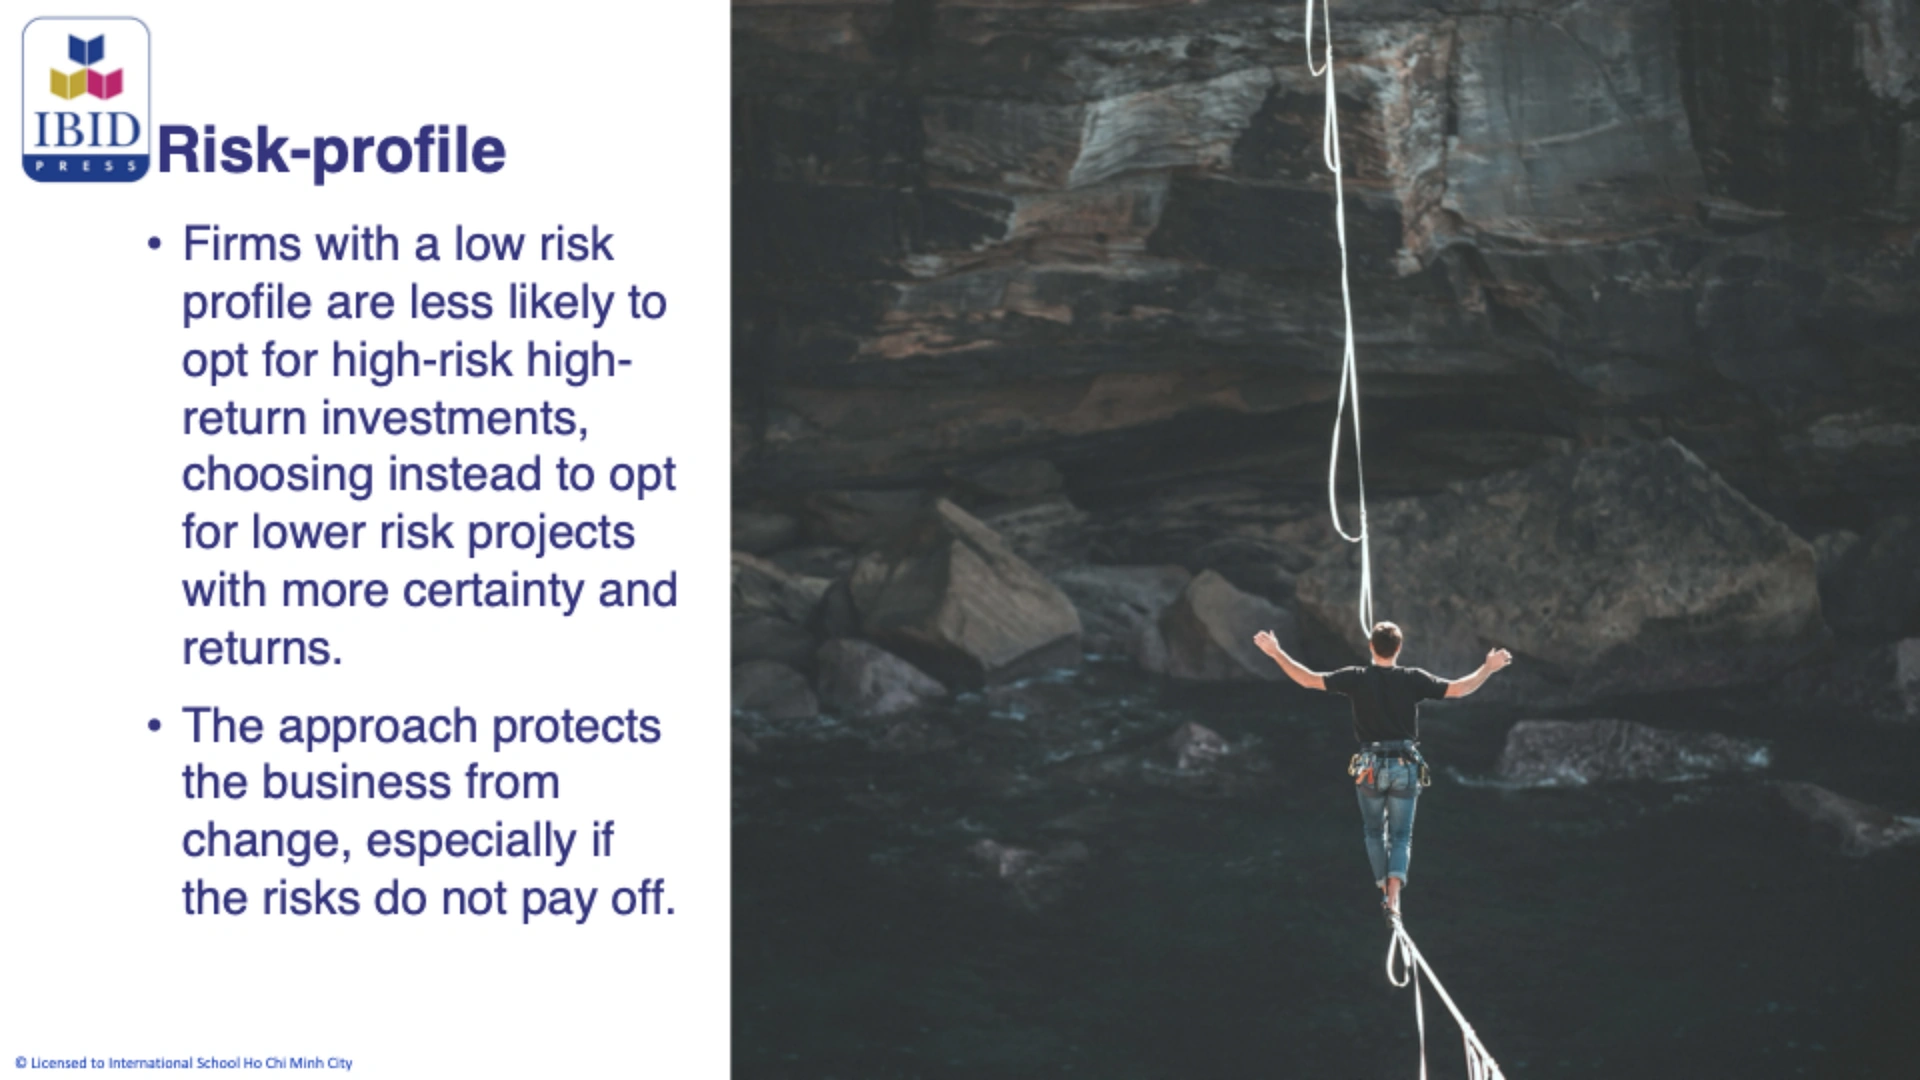 IBID
PRESS
Risk-profile
• Firms with a low risk
profile are less likely to
opt for high-risk high-
return investments,
choosing instead to opt
for lower risk projects
with more certainty and
returns.
• The approach protects
the business from
change, especially if
the risks do not pay off.
© Licensed to International School Ho Chi Minh City